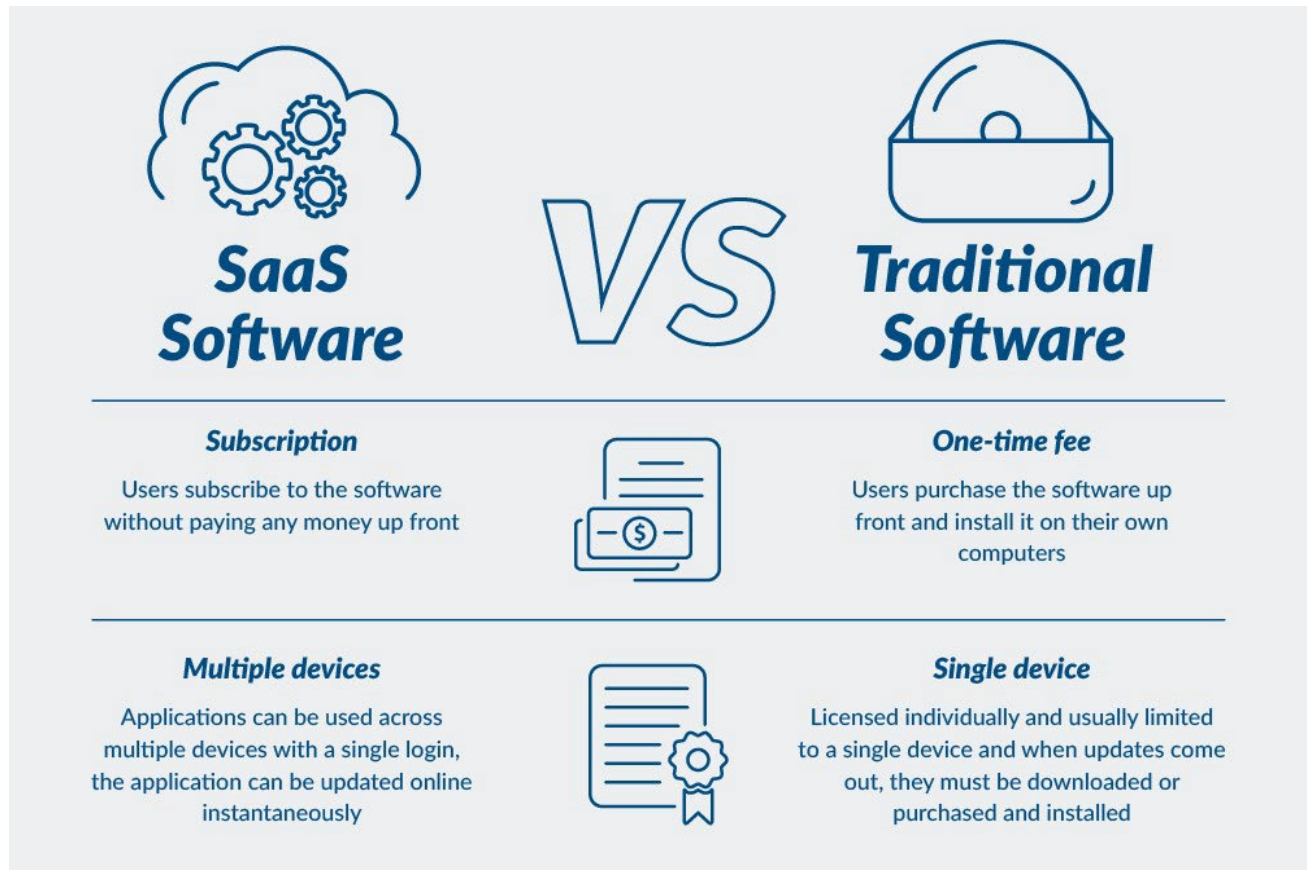 SaaS
Software
VS
Traditional
Software
Subscription
Users subscribe to the software
without paying any money up front
$
One-time fee
Users purchase the software up
front and install it on their own
computers
Multiple devices
Applications can be used across
multiple devices with a single login,
the application can be updated online
instantaneously
Single device
Licensed individually and usually limited
to a single device and when updates come
out, they must be downloaded or
purchased and installed